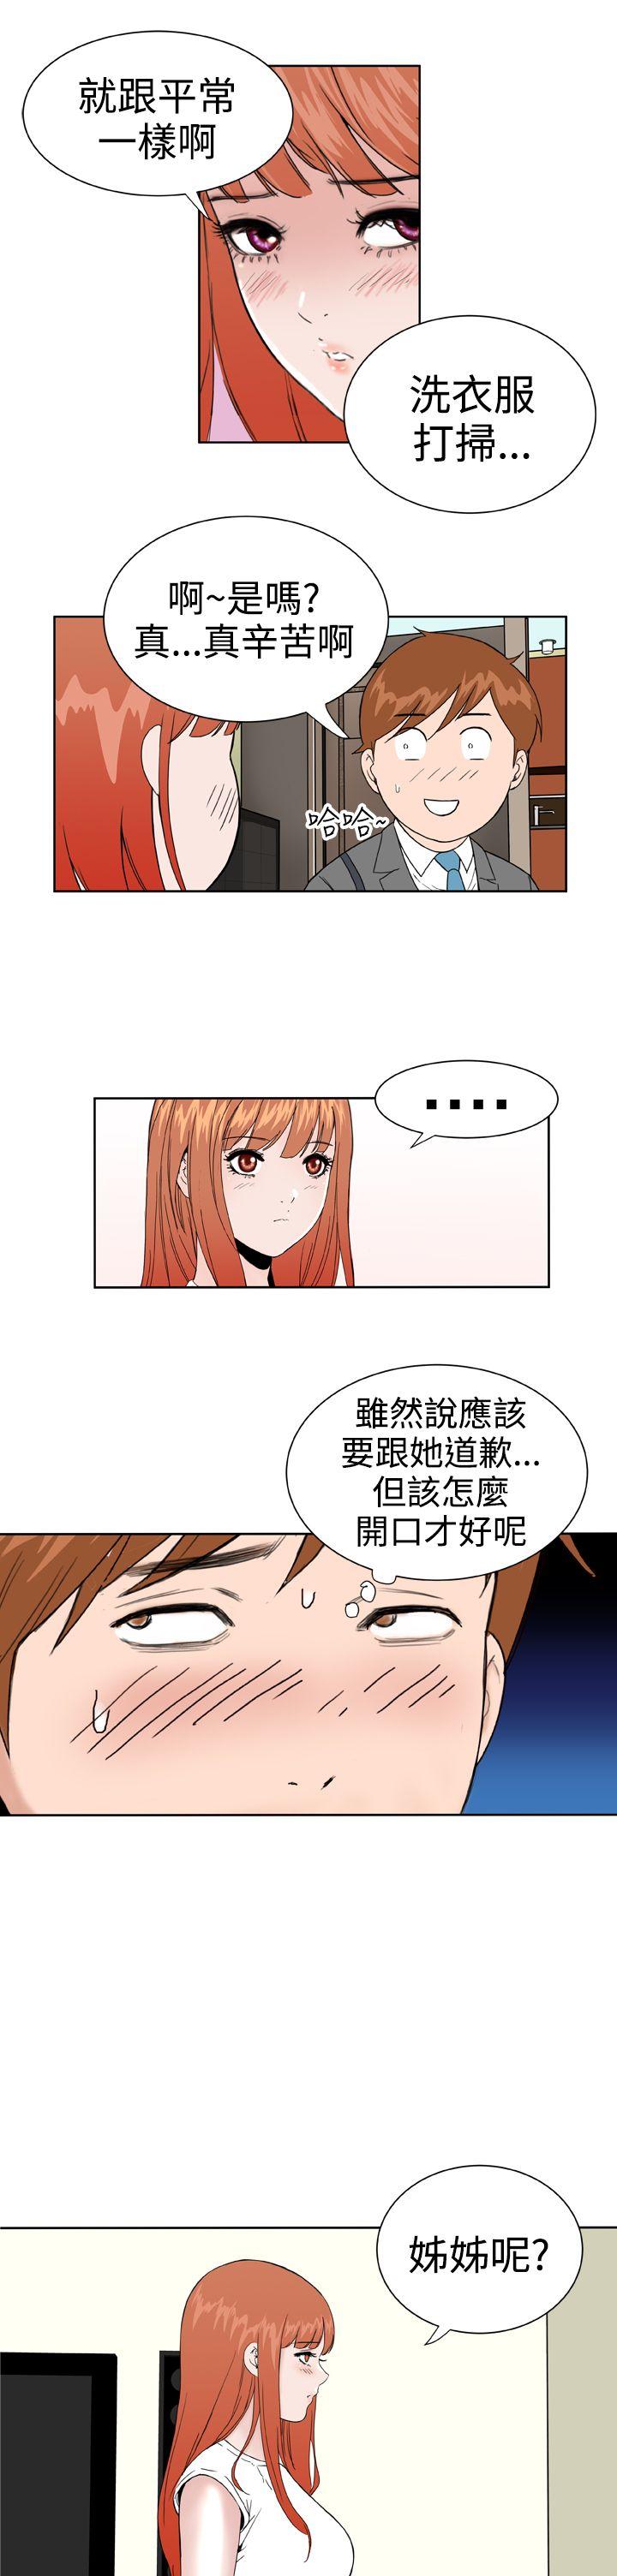 就跟平常
一樣啊
洗衣服
打掃...
啊~是嗎?
真...真辛苦啊
哈哈~
....
雖然說應該
要跟她道歉...
但該怎麼
開口才好呢
姊姊呢?